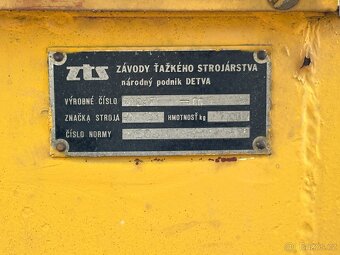 zts ZÁVODY ŤAŽKÉHO STROJÁRSTVA
národný podnik DETVA
VÝROBNÉ ČÍSLO
ZNAČKA STROJA HMOTNOSŤ kg
ČÍSLO NORMY